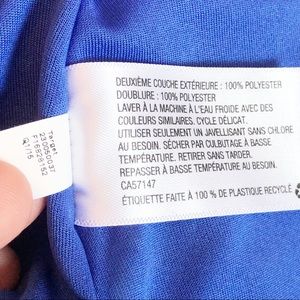 DEUXIÈME COUCHE EXTÉRIEURE : 100% POLYESTER
DOUBLURE : 100% POLYESTER
LAVER À LA MACHINE À L'EAU FROIDE AVEC DES
COULEURS SIMILAIRES. CYCLE DÉLICAT.
UTILISER SEULEMENT UN JAVELLISANT SANS CHLORE
AU BESOIN. SÉCHER PAR CULBUTAGE À BASSE
TEMPÉRATURE. RETIRER SANS TARDER.
REPASSER À BASSE TEMPÉRATURE AU BESOIN.
CA57147
ÉTIQUETTE FAITE À 100 % DE PLASTIQUE RECYCLÉ
Target